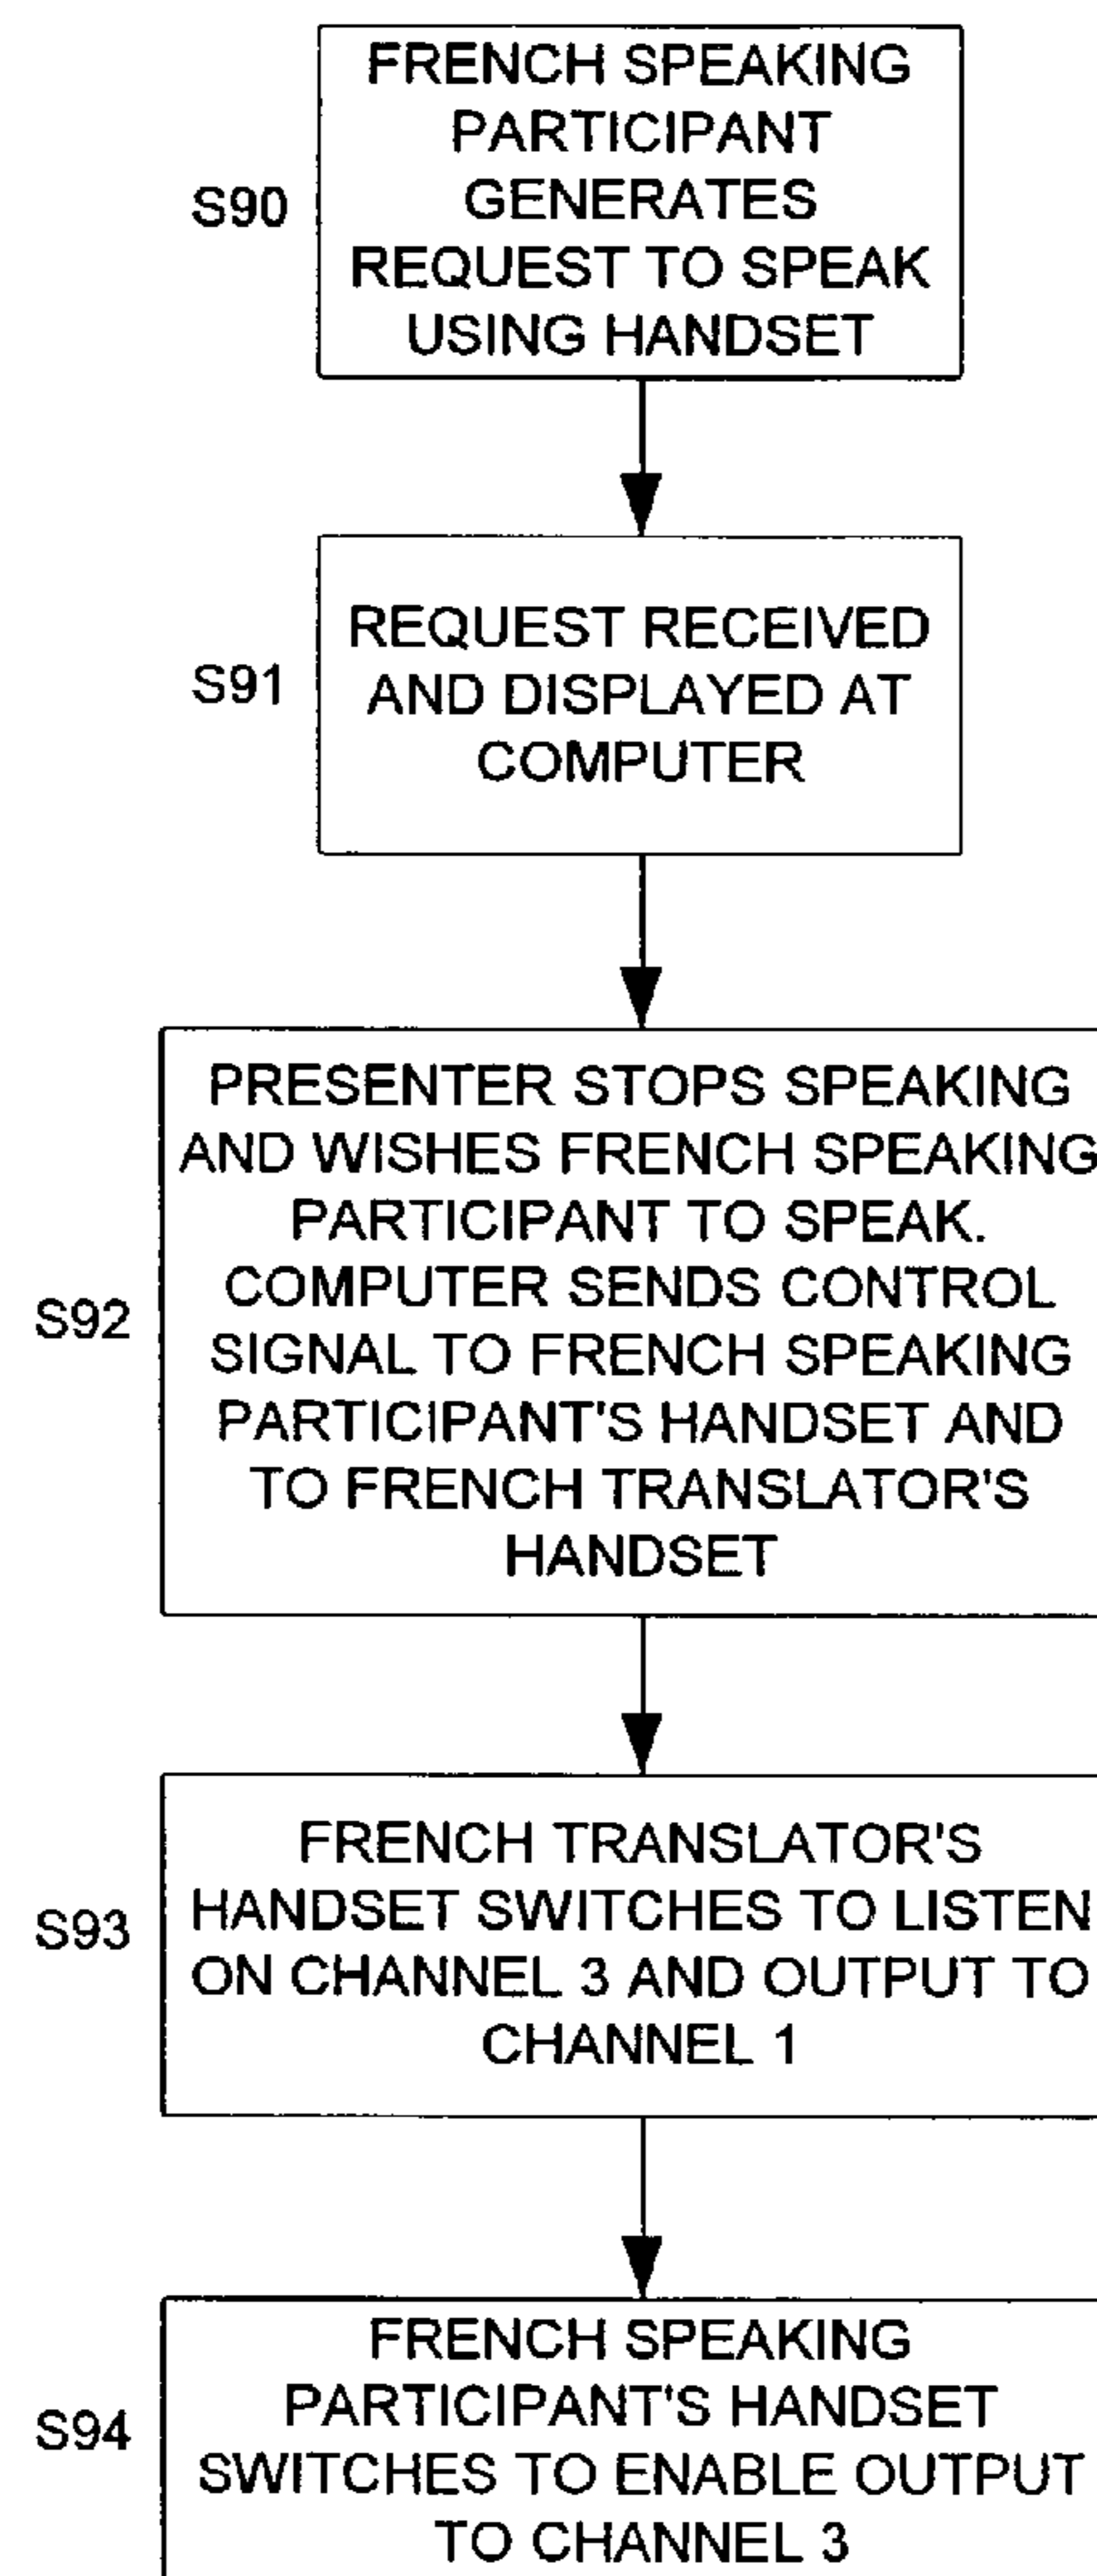 FRENCH SPEAKING
PARTICIPANT
GENERATES
REQUEST TO SPEAK
USING HANDSET
S90
REQUEST RECEIVED
AND DISPLAYED AT
COMPUTER
S91
PRESENTER STOPS SPEAKING
AND WISHES FRENCH SPEAKING
PARTICIPANT TO SPEAK.
COMPUTER SENDS CONTROL
SIGNAL TO FRENCH SPEAKING
PARTICIPANT'S HANDSET AND
TO FRENCH TRANSLATOR'S
HANDSET
S92
FRENCH TRANSLATOR'S
HANDSET SWITCHES TO LISTEN
ON CHANNEL 3 AND OUTPUT TO
CHANNEL 1
S93
FRENCH SPEAKING
PARTICIPANT'S HANDSET
SWITCHES TO ENABLE OUTPUT
TO CHANNEL 3
S94